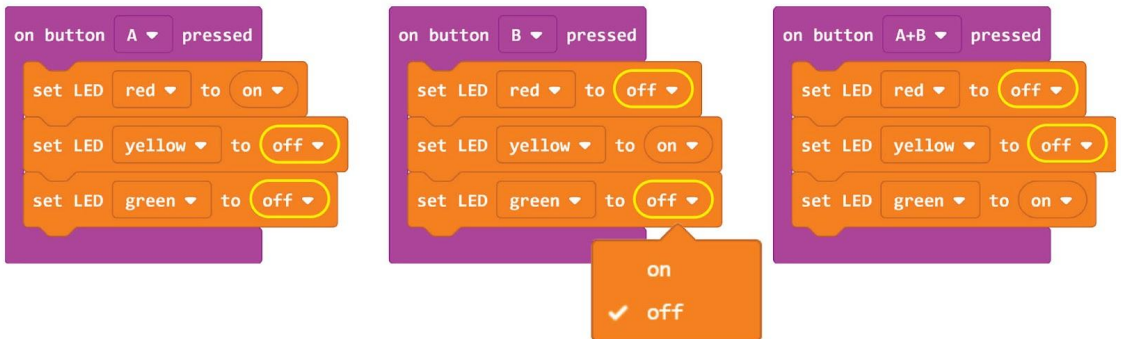 on button A pressed
set LED red to on
set LED yellow to off
set LED green to off
on button B pressed
set LED red to off
set LED yellow to on
set LED green to off
on
off
on button A+B pressed
set LED red to off
set LED yellow to off
set LED green to on